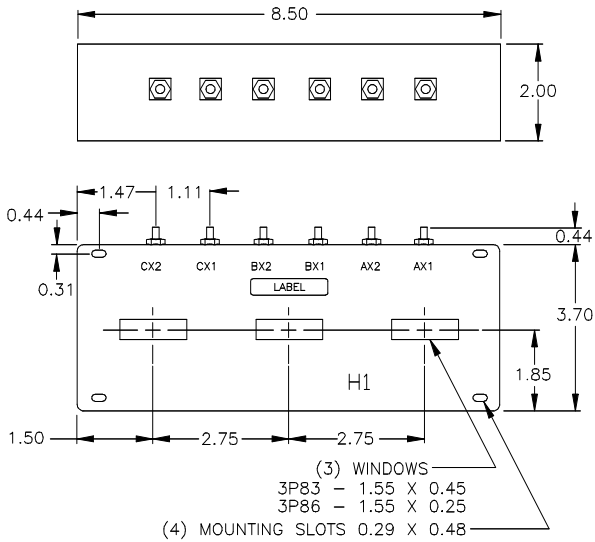 8.50
2.00
1.47 1.11
0.44
0.44
0.31
CX2 CX1 BX2 BX1 AX2 AX1
LABEL
3.70
1.85
H1
1.50 2.75 2.75
(3) WINDOWS
3P83 - 1.55 X 0.45
3P86 - 1.55 X 0.25
(4) MOUNTING SLOTS 0.29 X 0.48